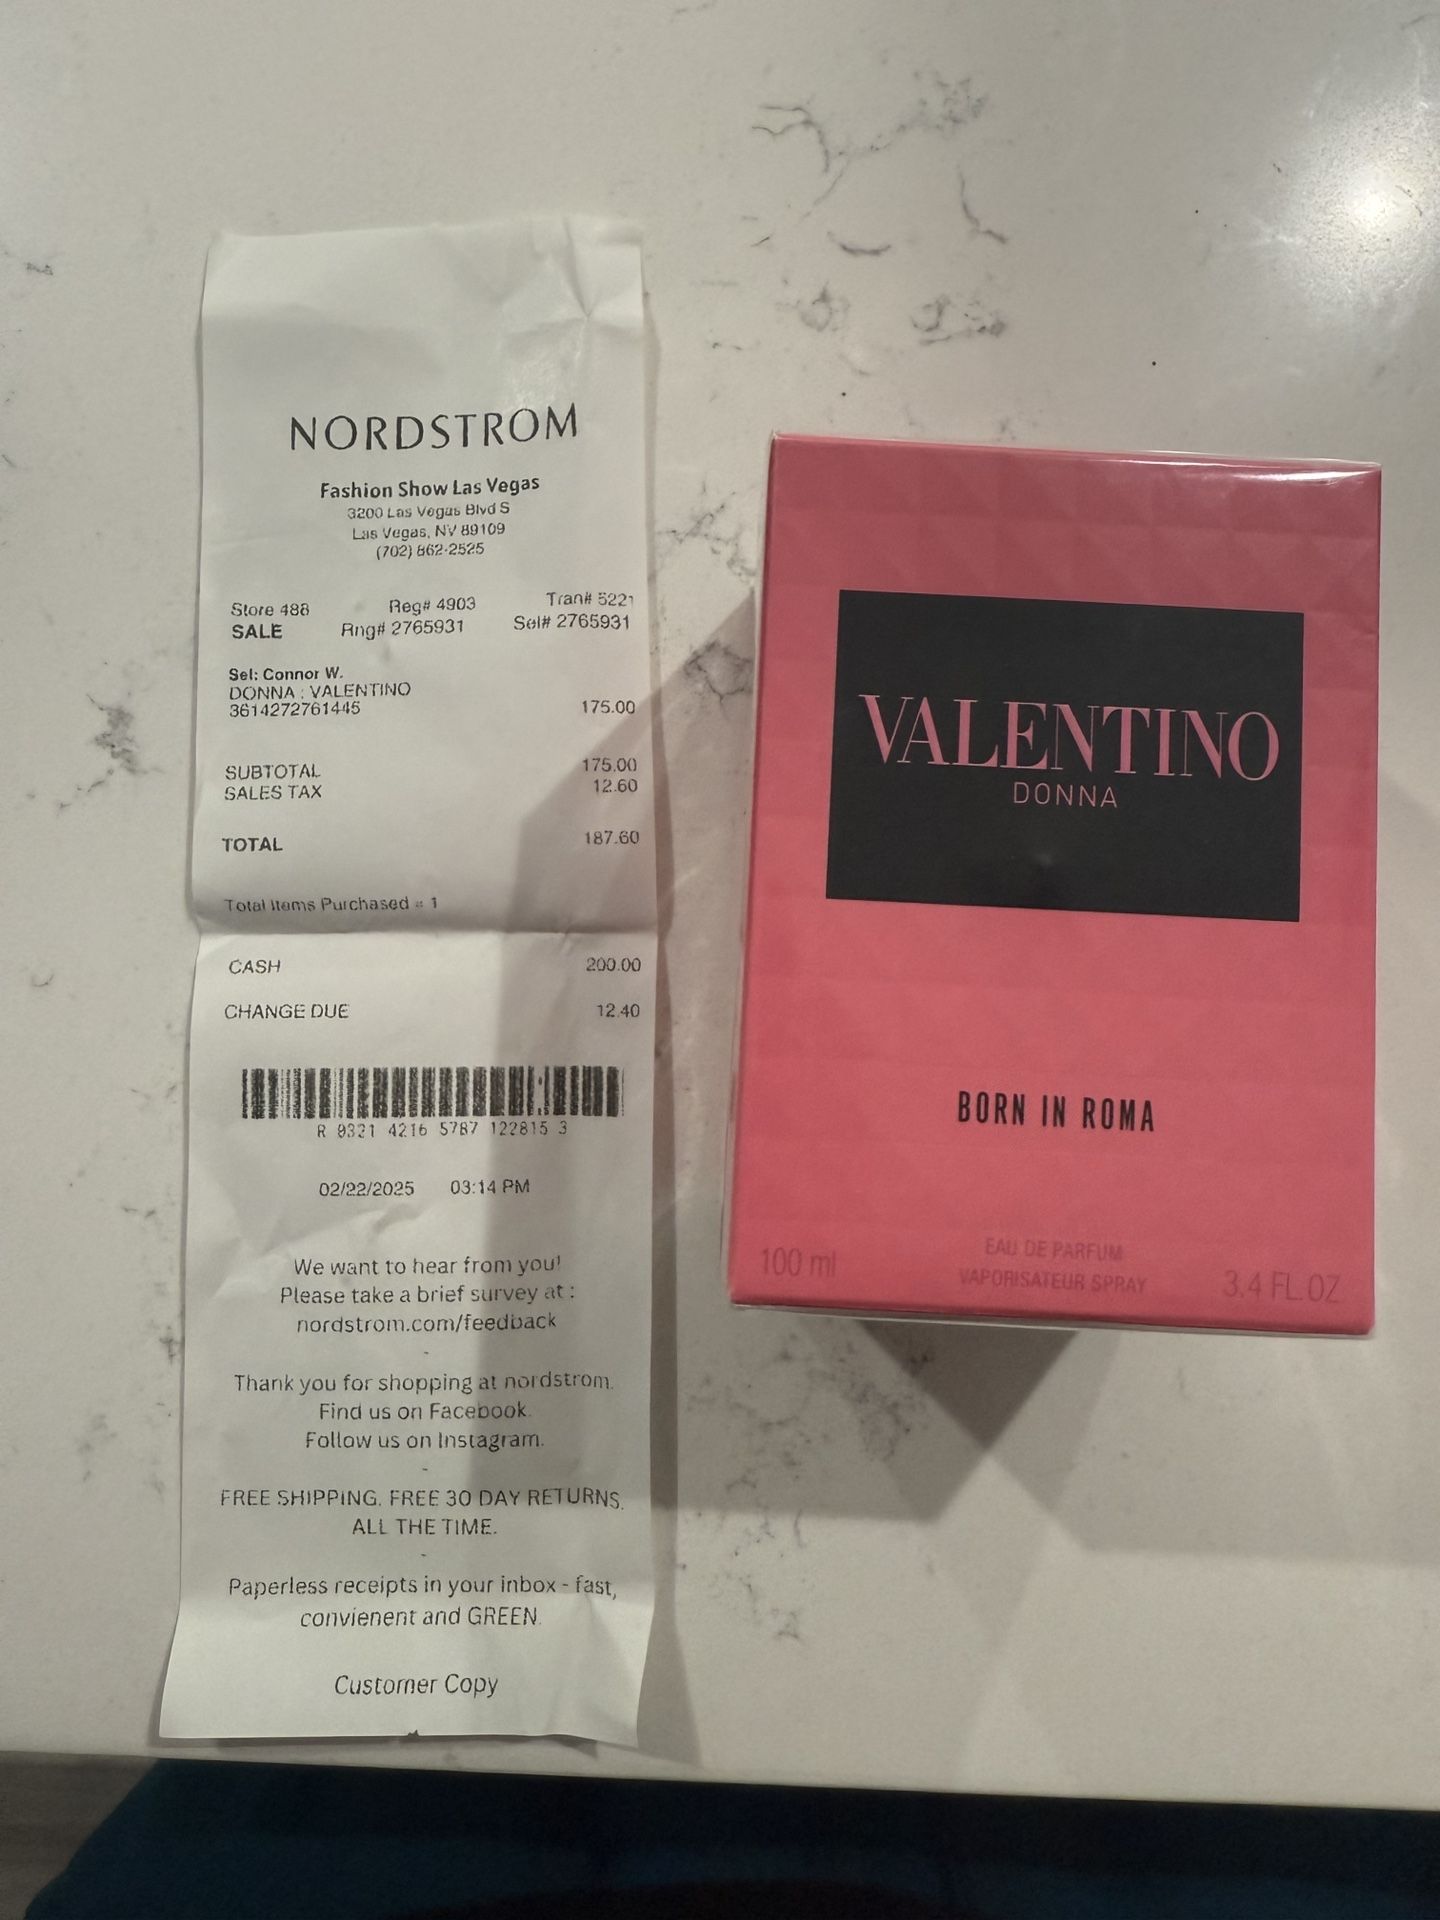 NORDSTROM
Fashion Show Las Vegas
3200 Las Vegas Blvd S
Las Vegas, NV 89109
(702) 862-2525
Store 488 Reg# 4903 Tran# 5221
SALE Rng# 2765931 Sel# 2765931
Sel: Connor W.
DONNA : VALENTINO
3614272761445 175.00
SUBTOTAL 175.00
SALES TAX 12.60
TOTAL 187.60
Total Items Purchased = 1
CASH 200.00
CHANGE DUE 12.40
R 9321 4216 5787 122815 3
02/22/2025 03:14 PM
We want to hear from you!
Please take a brief survey at :
nordstrom.com/feedback
-
Thank you for shopping at nordstrom.
Find us on Facebook.
Follow us on Instagram.
-
FREE SHIPPING. FREE 30 DAY RETURNS.
ALL THE TIME.
-
Paperless receipts in your inbox - fast,
convienent and GREEN.
Customer Copy
VALENTINO
DONNA
BORN IN ROMA
EAU DE PARFUM
100 ml VAPORISATEUR SPRAY 3.4 FL.OZ